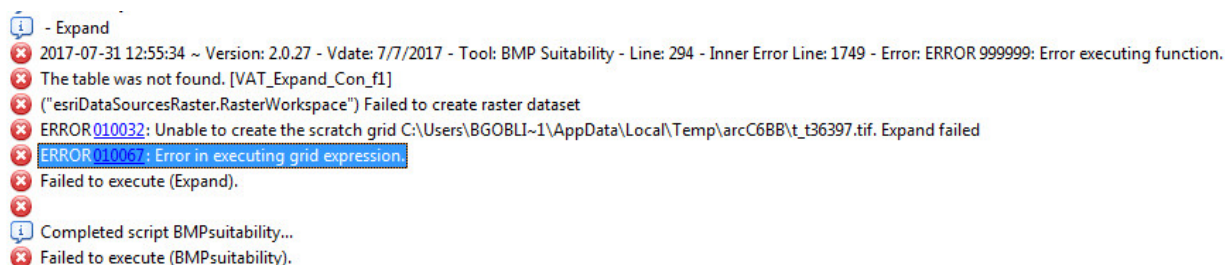 - Expand
2017-07-31 12:55:34 ~ Version: 2.0.27 - Vdate: 7/7/2017 - Tool: BMP Suitability - Line: 294 - Inner Error Line: 1749 - Error: ERROR 999999: Error executing function.
The table was not found. [VAT_Expand_Con_f1]
("esriDataSourcesRaster.RasterWorkspace") Failed to create raster dataset
ERROR 010032: Unable to create the scratch grid C:\Users\BGOBLI~1\AppData\Local\Temp\arcC6BB\t_t36397.tif. Expand failed
ERROR 010067: Error in executing grid expression.
Failed to execute (Expand).
Completed script BMPsuitability...
Failed to execute (BMPsuitability).